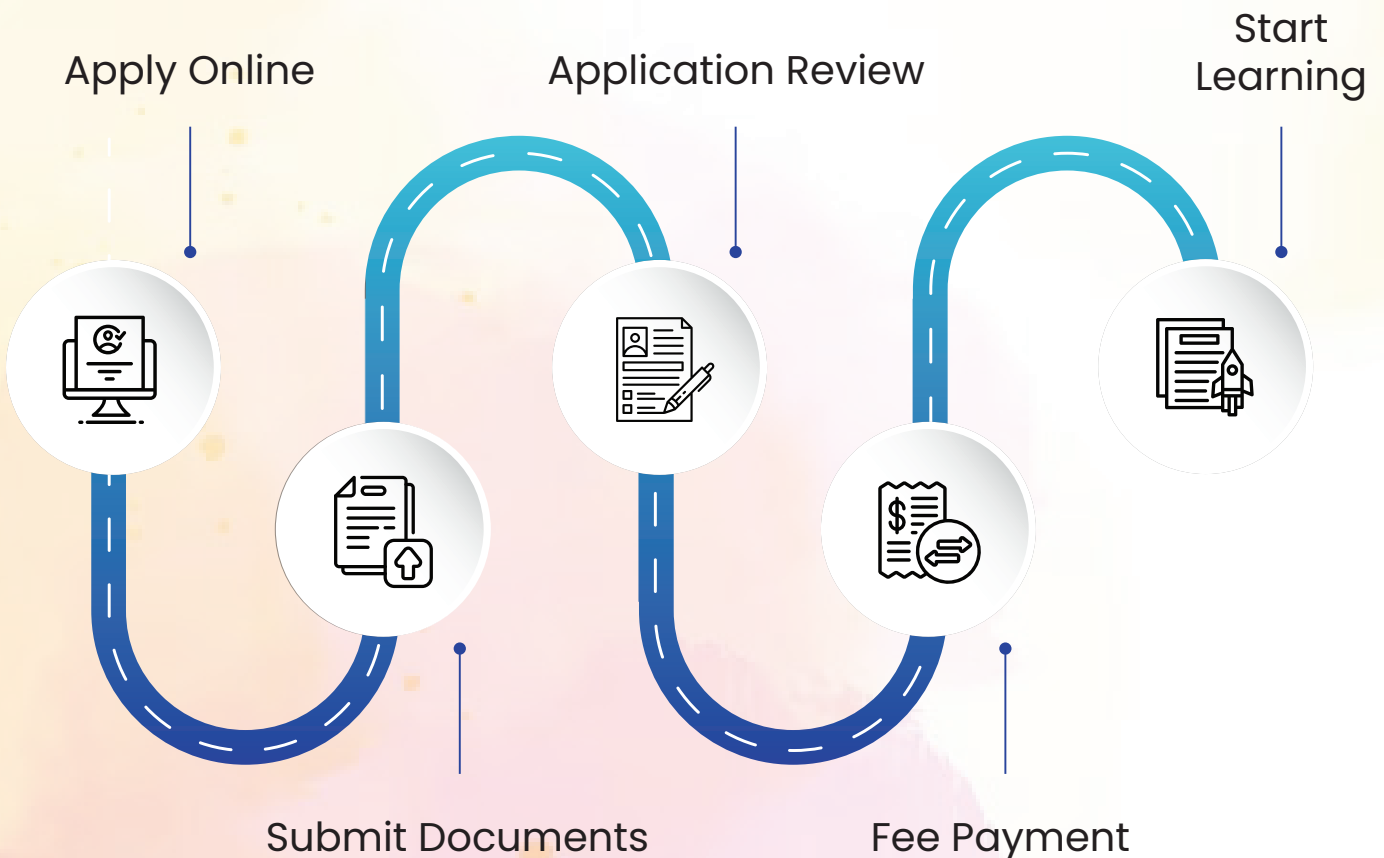 Apply Online
Submit Documents
Application Review
Fee Payment
Start
Learning
$